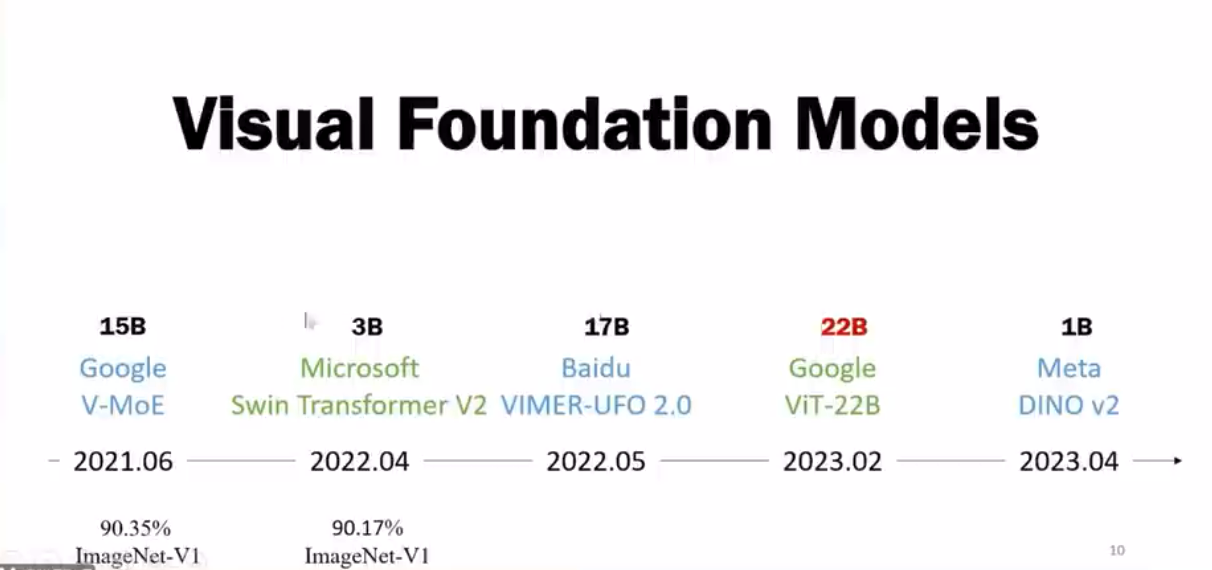 Visual Foundation Models
15B 3B 17B 22B 1B
Google Microsoft Baidu Google Meta
V-MoE Swin Transformer V2 VIMER-UFO 2.0 ViT-22B DINO v2
2021.06 2022.04 2022.05 2023.02 2023.04
90.35% 90.17%
ImageNet-V1 ImageNet-V1
10